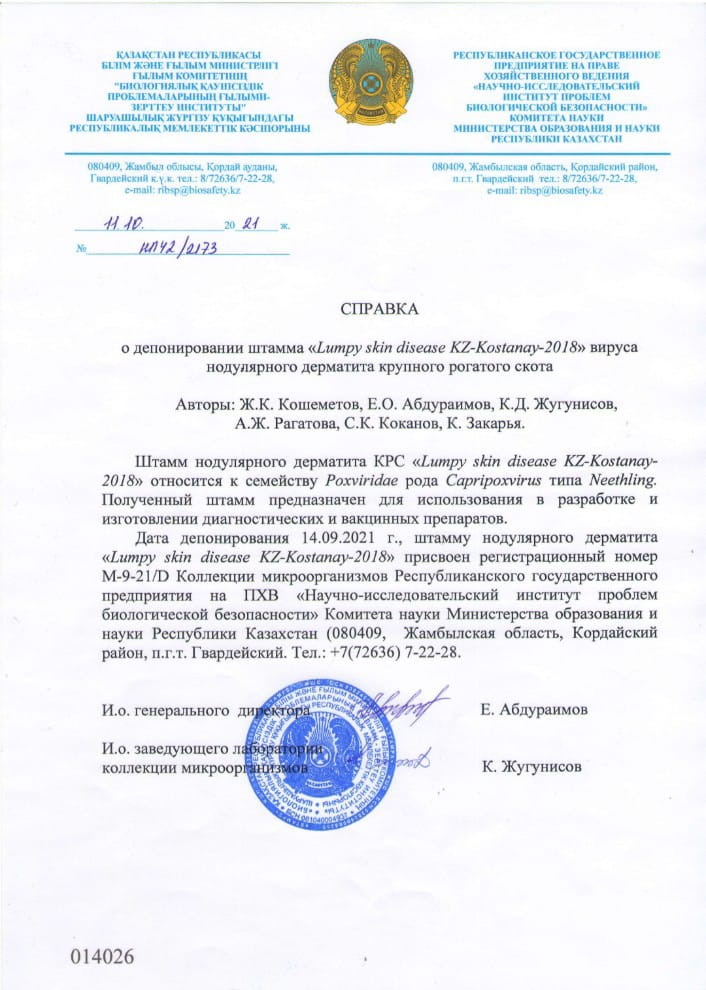 ҚАЗАҚСТАН РЕСПУБЛИКАСЫ
БІЛІМ ЖӘНЕ ҒЫЛЫМ МИНИСТРЛІГІ
ҒЫЛЫМ КОМИТЕТІНІҢ
"БИОЛОГИЯЛЫҚ ҚАУІПСІЗДІК
ПРОБЛЕМАЛАРЫНЫҢ ҒЫЛЫМИ-
ЗЕРТТЕУ ИНСТИТУТЫ"
ШАРУАШЫЛЫҚ ЖҮРГІЗУ ҚҰҚЫҒЫНДАҒЫ
РЕСПУБЛИКАЛЫҚ МЕМЛЕКЕТТІК КӘСІПОРЫНЫ
РЕСПУБЛИКАНСКОЕ ГОСУДАРСТВЕННОЕ
ПРЕДПРИЯТИЕ НА ПРАВЕ
ХОЗЯЙСТВЕННОГО ВЕДЕНИЯ
«НАУЧНО-ИССЛЕДОВАТЕЛЬСКИЙ
ИНСТИТУТ ПРОБЛЕМ
БИОЛОГИЧЕСКОЙ БЕЗОПАСНОСТИ»
КОМИТЕТА НАУКИ
МИНИСТЕРСТВА ОБРАЗОВАНИЯ И НАУКИ
РЕСПУБЛИКИ КАЗАХСТАН
080409, Жамбыл облысы, Қордай ауданы,
Гвардейский к.ү.к. тел.: 8/72636/7-22-28,
e-mail: ribsp@biosafety.kz
080409, Жамбылская область, Кордайский район,
п.г.т. Гвардейский тел.: 8/72636/7-22-28,
e-mail: ribsp@biosafety.kz
11.10. 20 21 ж.
№ НП42/2173
СПРАВКА
о депонировании штамма «Lumpy skin disease KZ-Kostanay-2018» вируса
нодулярного дерматита крупного рогатого скота
Авторы: Ж.К. Кошеметов, Е.О. Абдураимов, К.Д. Жугунисов,
А.Ж. Рагатова, С.К. Коканов, К. Закарья.
Штамм нодулярного дерматита КРС «Lumpy skin disease KZ-Kostanay-
2018» относится к семейству Poxviridae рода Capripoxvirus типа Neethling.
Полученный штамм предназначен для использования в разработке и
изготовлении диагностических и вакцинных препаратов.
Дата депонирования 14.09.2021 г., штамму нодулярного дерматита
«Lumpy skin disease KZ-Kostanay-2018» присвоен регистрационный номер
М-9-21/D Коллекции микроорганизмов Республиканского государственного
предприятия на ПХВ «Научно-исследовательский институт проблем
биологической безопасности» Комитета науки Министерства образования и
науки Республики Казахстан (080409, Жамбылская область, Кордайский
район, п.г.т. Гвардейский. Тел.: +7(72636) 7-22-28.
И.о. генерального директора Е. Абдураимов
И.о. заведующего лаборатории
коллекции микроорганизмов К. Жугунисов
014026